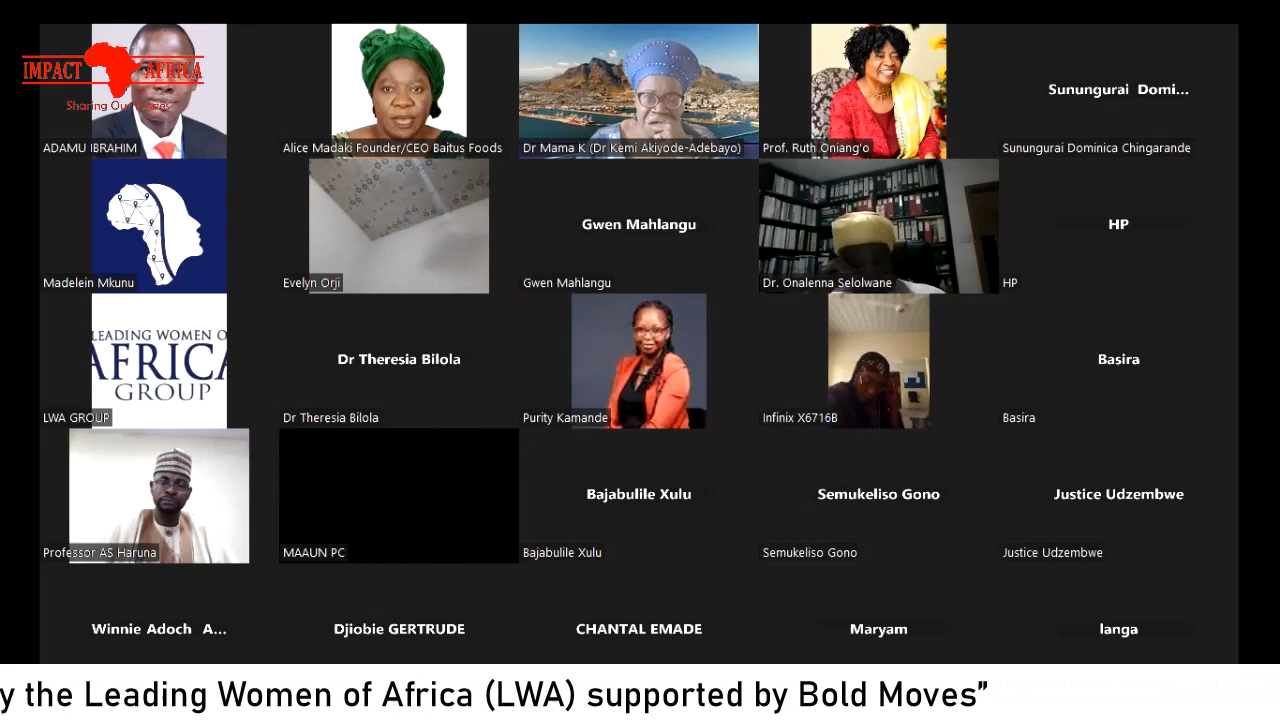 IMPACT AFRICA
Sharing Our
ADAMU IBRAHIM
Alice Madaki Founder/CEO Baitus Foods
Dr Mama K (Dr Kemi Akiyode-Adebayo)
Prof. Ruth Oniang'o
Sunungurai Domi...
Sunungurai Dominica Chingarande
Madelein Mkunu
Evelyn Orji
Gwen Mahlangu
Gwen Mahlangu
Dr. Onalenna Selolwane
HP
HP
LEADING WOMEN O
AFRICA
GROUP
LWA GROUP
Dr Theresia Bilola
Dr Theresia Bilola
Purity Kamande
Infinix X6716B
Basira
Basira
Professor AS Haruna
MAAUN PC
Bajabulile Xulu
Bajabulile Xulu
Semukeliso Gono
Semukeliso Gono
Justice Udzembwe
Justice Udzembwe
Winnie Adoch A...
Djiobie GERTRUDE
CHANTAL EMADE
Maryam
langa
y the Leading Women of Africa (LWA) supported by Bold Moves”